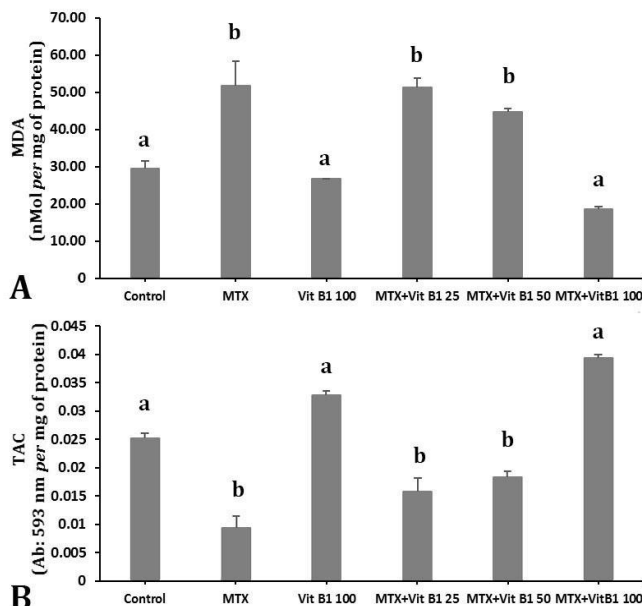 70.00
60.00
50.00
40.00
30.00
20.00
10.00
0
MDA
(nMol per mg of protein)
a
b
a
b
b
a
Control MTX Vit B1 100 MTX+Vit B1 25 MTX+Vit B1 50 MTX+VitB1 100
A
0.045
0.04
0.035
0.03
0.025
0.02
0.015
0.01
0.005
0
TAC
(Ab: 593 nm per mg of protein)
a
b
a
b
b
a
Control MTX Vit B1 100 MTX+Vit B1 25 MTX+Vit B1 50 MTX+VitB1 100
B